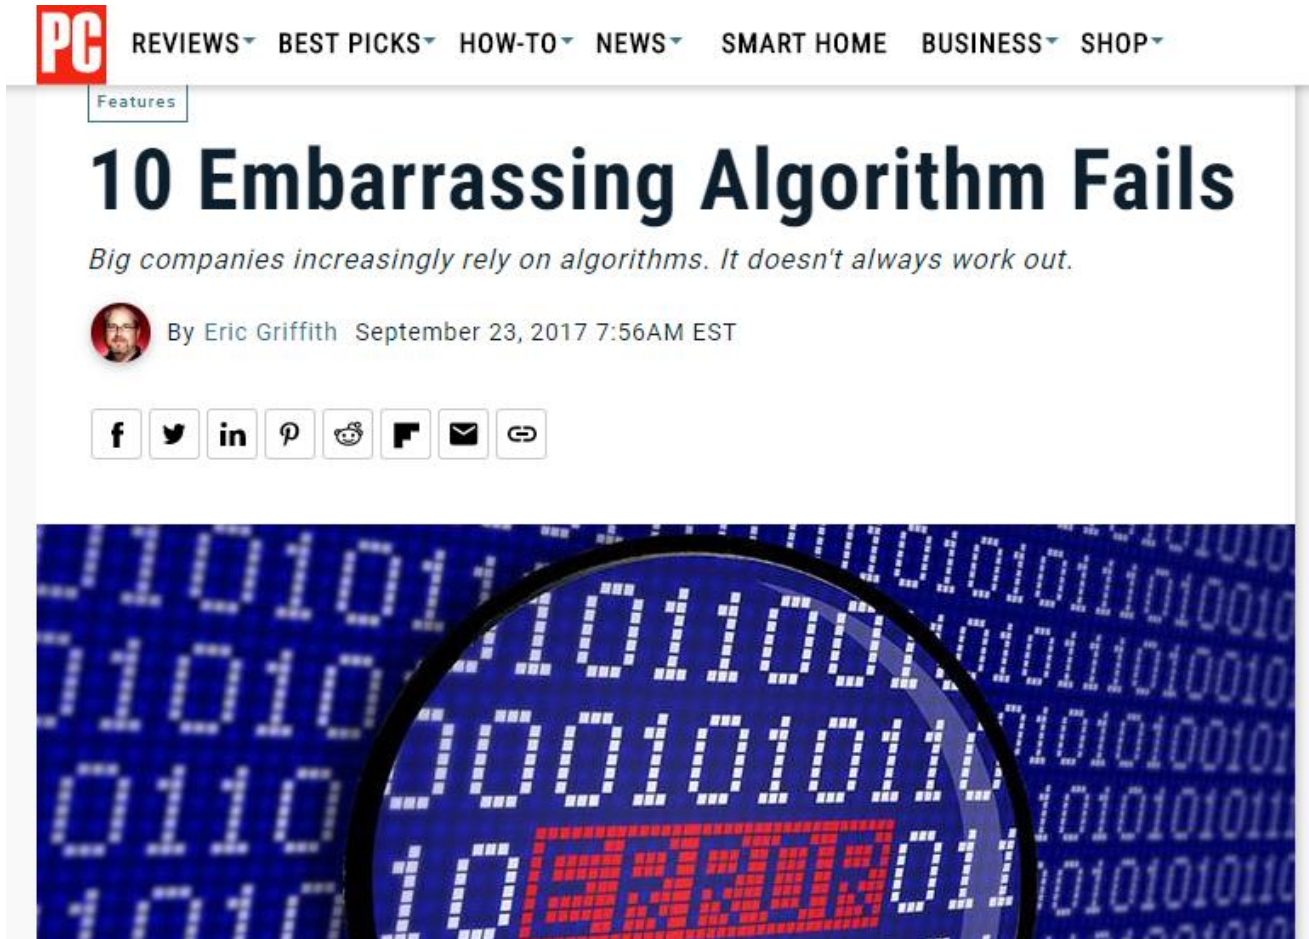 PC
REVIEWS BEST PICKS HOW-TO NEWS SMART HOME BUSINESS SHOP
Features
10 Embarrassing Algorithm Fails
Big companies increasingly rely on algorithms. It doesn't always work out.
By Eric Griffith September 23, 2017 7:56AM EST
ERROR